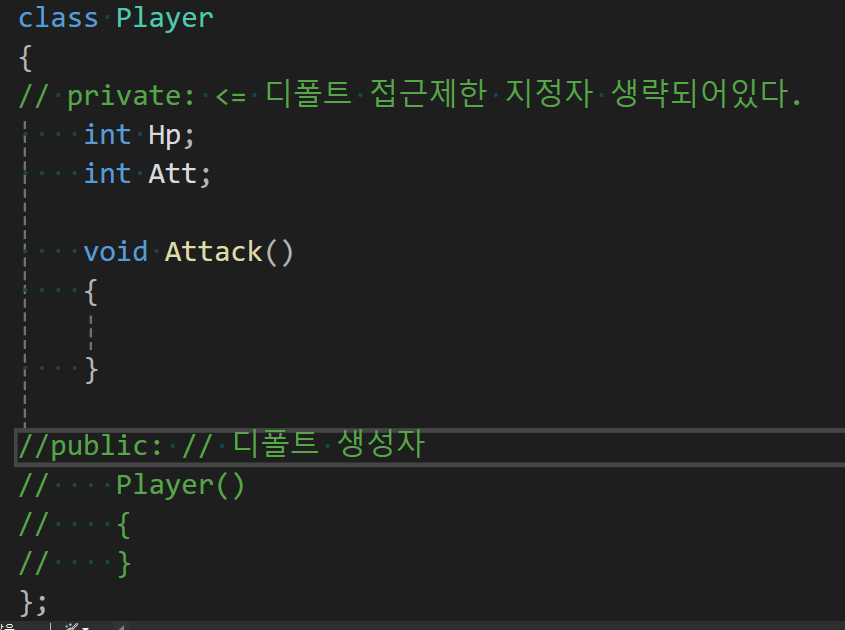 class Player
{
// private: <= 디폴트 접근제한 지정자 생략되어있다.
    int Hp;
    int Att;
    void Attack()
    {
    }
//public: // 디폴트 생성자
//    Player()
//    {
//    }
};